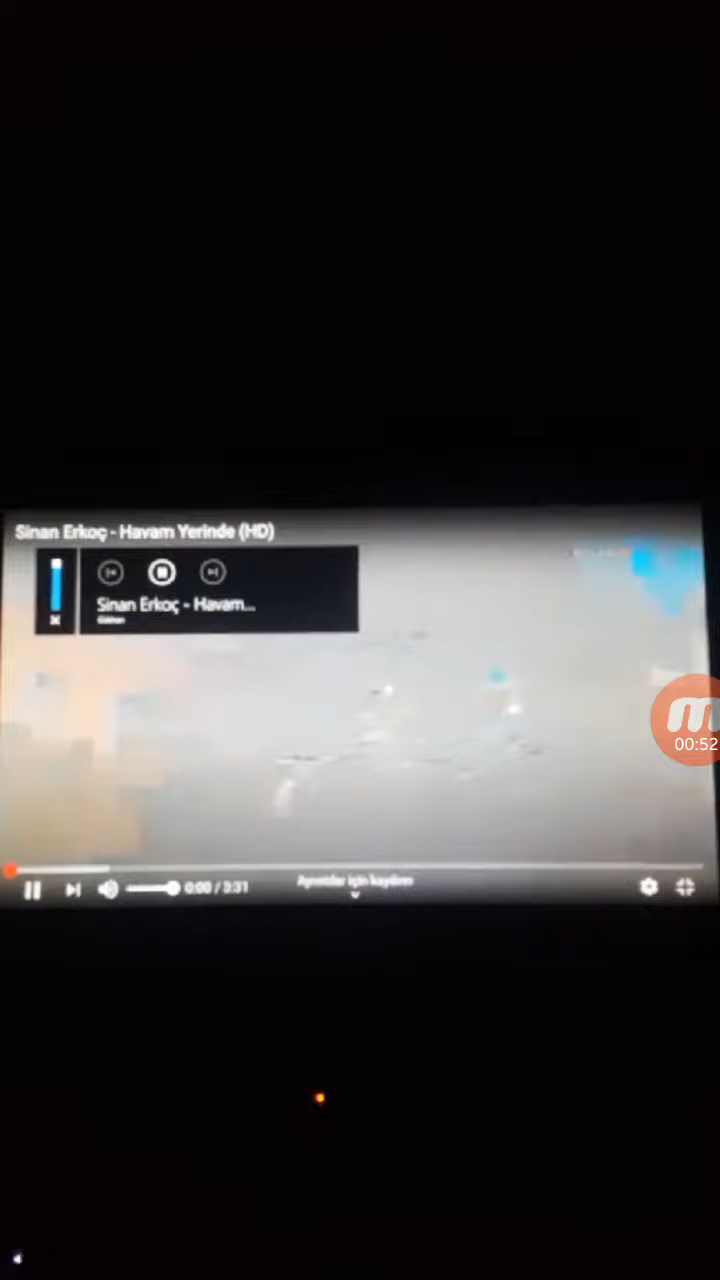 Sinan Erkoç - Havam Yerinde (HD)
Sinan Erkoç - Havam...
00:52
0:00 / 3:31
Ayrıntılar için kaydırın